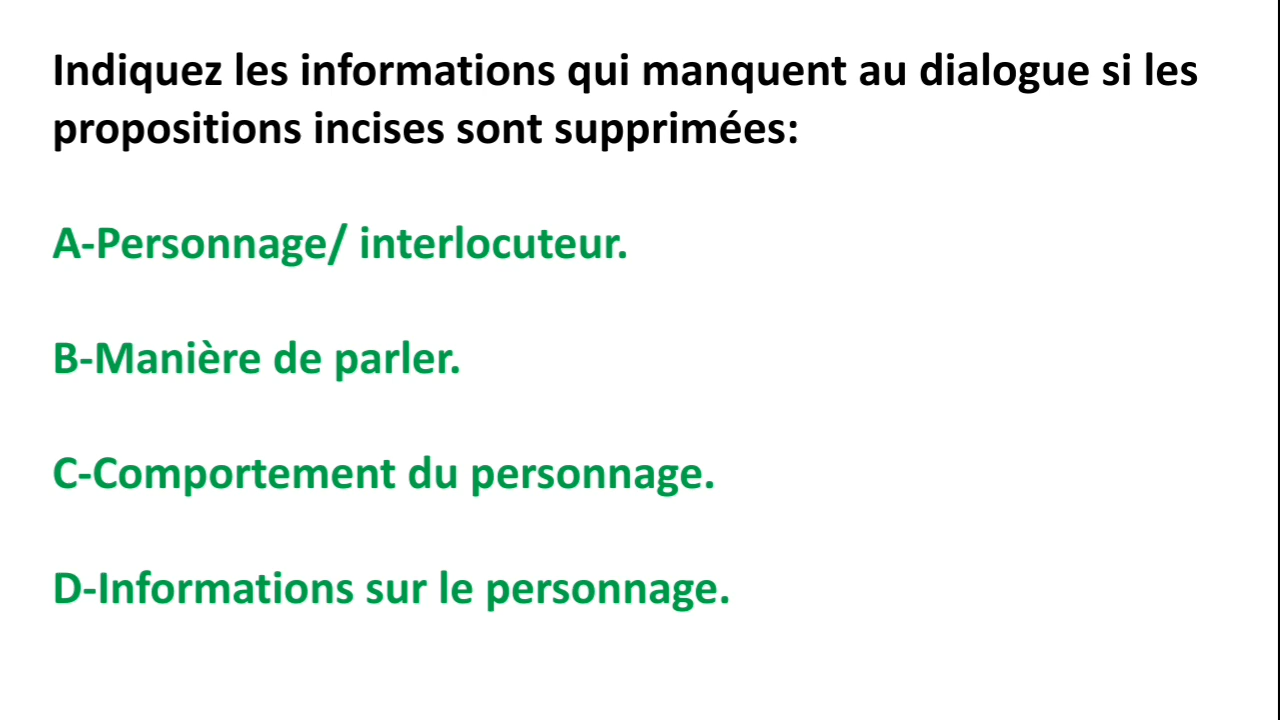 Indiquez les informations qui manquent au dialogue si les
propositions incises sont supprimées:
A-Personnage/ interlocuteur.
B-Manière de parler.
C-Comportement du personnage.
D-Informations sur le personnage.